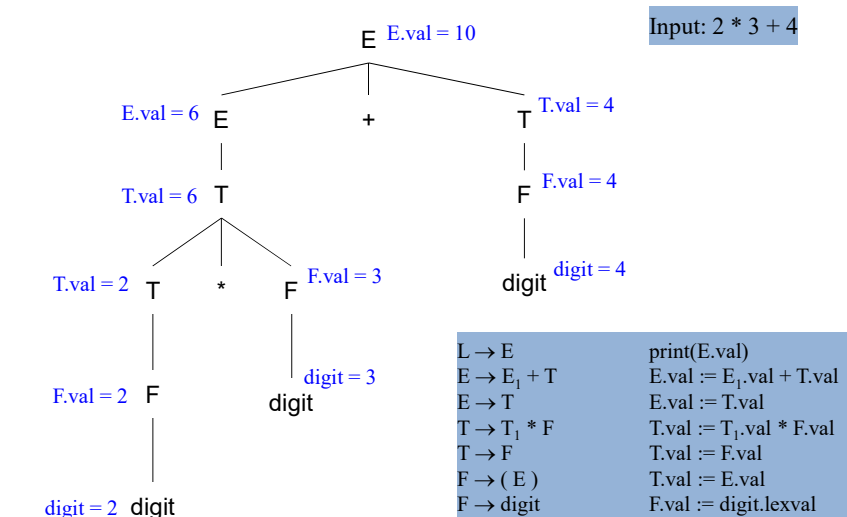 Input: 2 * 3 + 4
E E.val = 10
E.val = 6 E + T T.val = 4
T.val = 6 T F F.val = 4
T.val = 2 T * F F.val = 3 digit digit = 4
F.val = 2 F digit digit = 3
digit = 2 digit
L → E print(E.val)
E → E₁ + T E.val := E₁.val + T.val
E → T E.val := T.val
T → T₁ * F T.val := T₁.val * F.val
T → F T.val := F.val
F → ( E ) T.val := E.val
F → digit F.val := digit.lexval